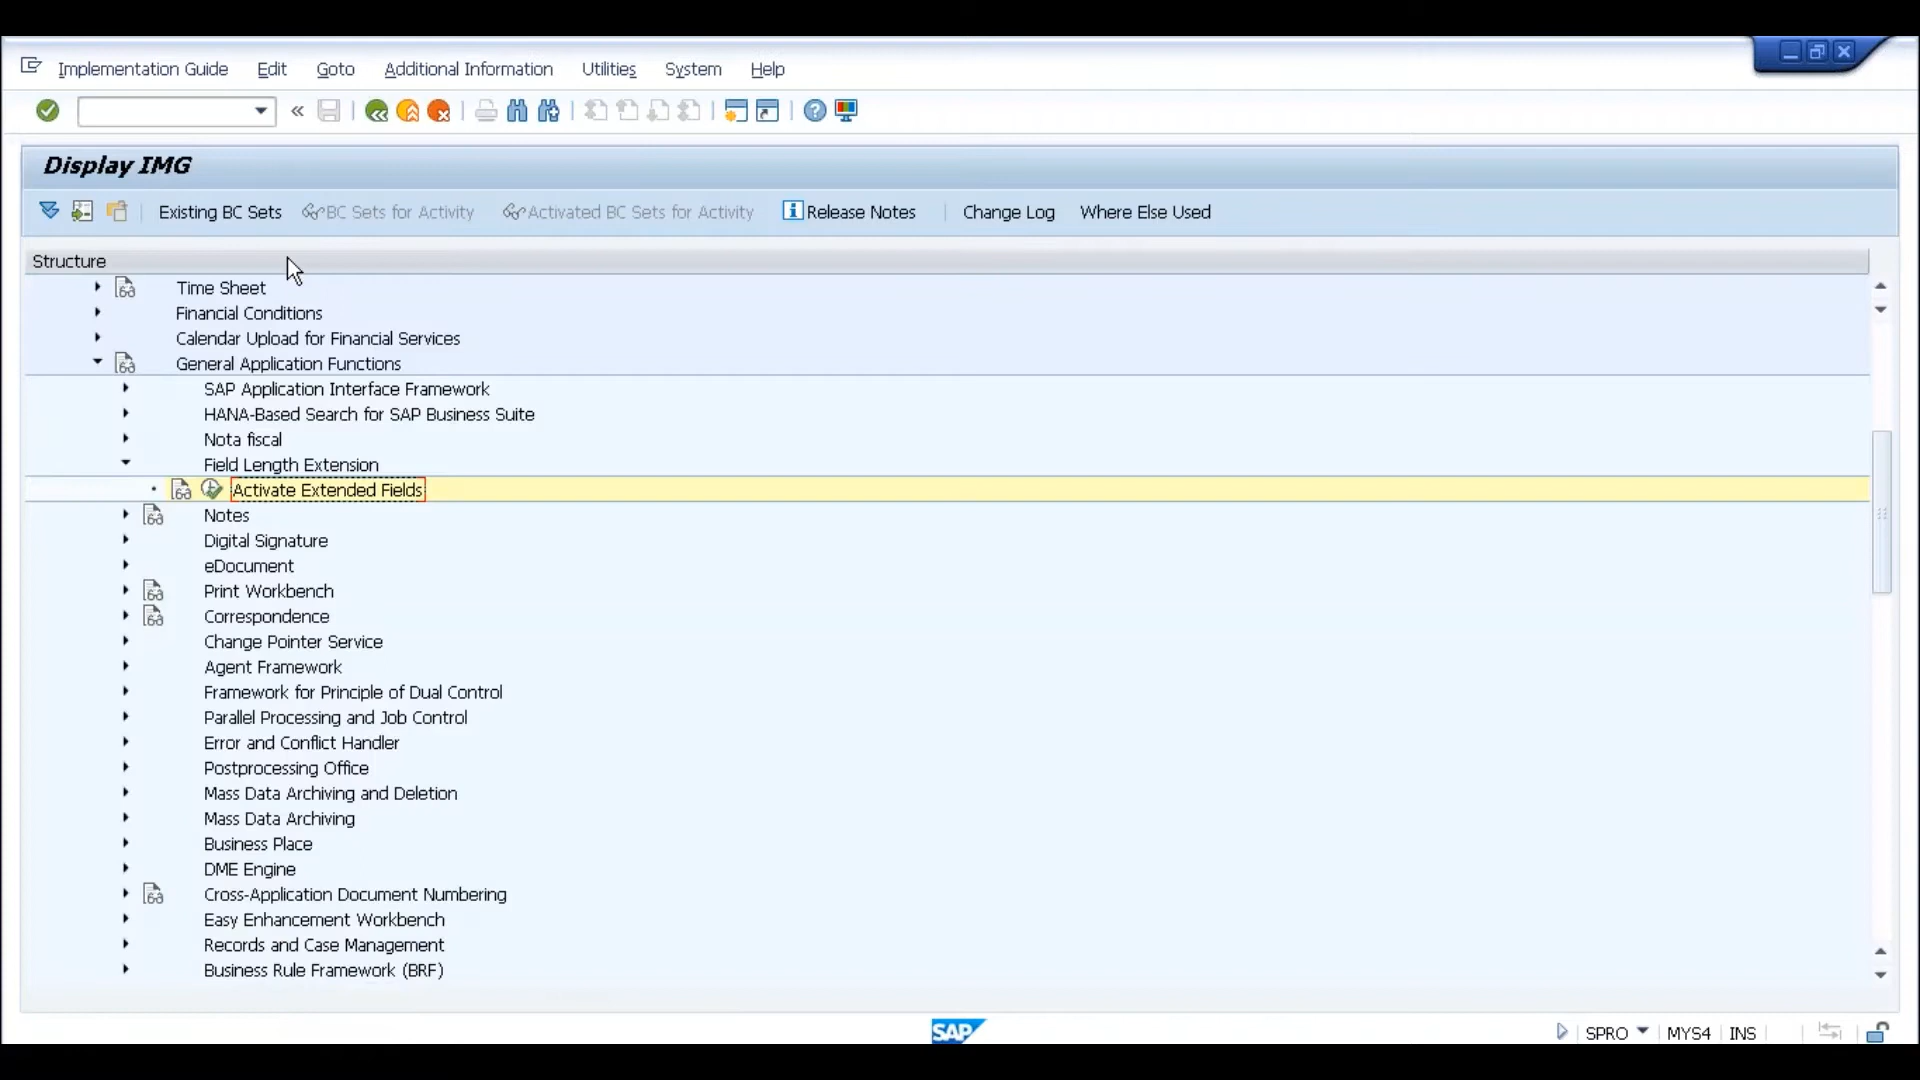 Implementation Guide Edit Goto Additional Information Utilities System Help
Display IMG
Existing BC Sets BC Sets for Activity Activated BC Sets for Activity Release Notes Change Log Where Else Used
Structure
Time Sheet
Financial Conditions
Calendar Upload for Financial Services
General Application Functions
SAP Application Interface Framework
HANA-Based Search for SAP Business Suite
Nota fiscal
Field Length Extension
Activate Extended Fields
Notes
Digital Signature
eDocument
Print Workbench
Correspondence
Change Pointer Service
Agent Framework
Framework for Principle of Dual Control
Parallel Processing and Job Control
Error and Conflict Handler
Postprocessing Office
Mass Data Archiving and Deletion
Mass Data Archiving
Business Place
DME Engine
Cross-Application Document Numbering
Easy Enhancement Workbench
Records and Case Management
Business Rule Framework (BRF)
SAP SPRO MYS4 INS